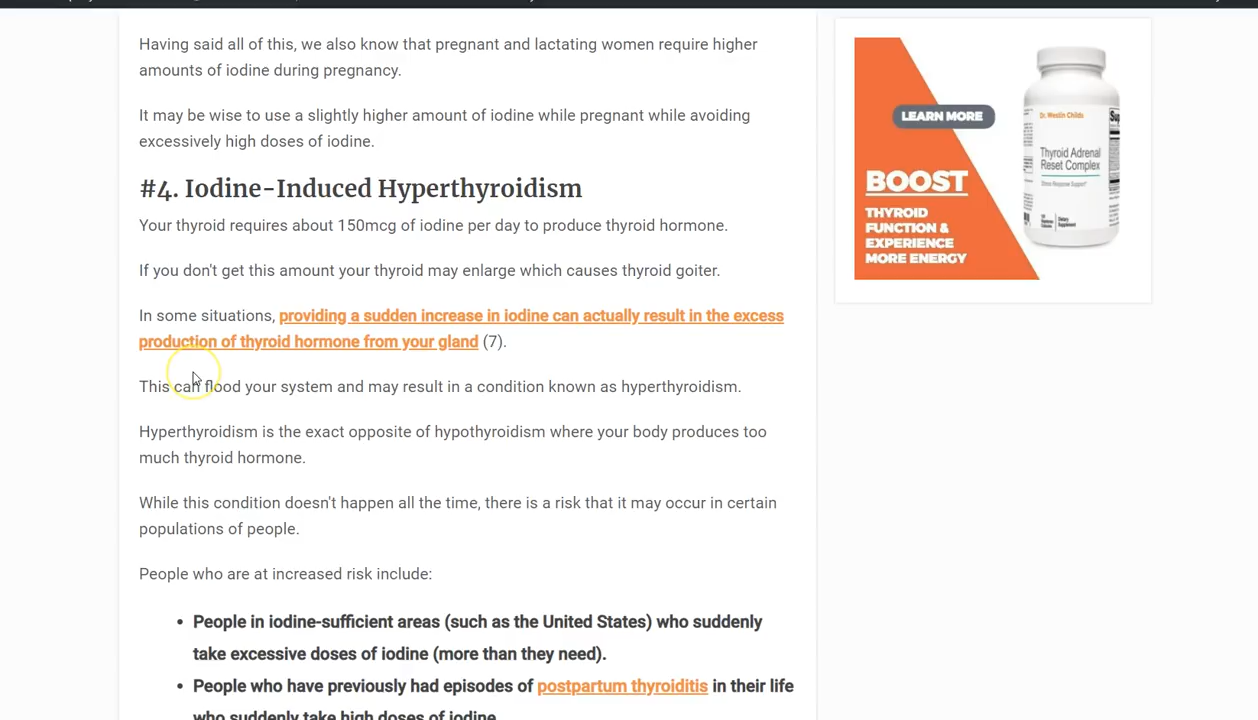 Having said all of this, we also know that pregnant and lactating women require higher
amounts of iodine during pregnancy.
It may be wise to use a slightly higher amount of iodine while pregnant while avoiding
excessively high doses of iodine.
#4. Iodine-Induced Hyperthyroidism
Your thyroid requires about 150mcg of iodine per day to produce thyroid hormone.
If you don't get this amount your thyroid may enlarge which causes thyroid goiter.
In some situations, providing a sudden increase in iodine can actually result in the excess
production of thyroid hormone from your gland (7).
This can flood your system and may result in a condition known as hyperthyroidism.
Hyperthyroidism is the exact opposite of hypothyroidism where your body produces too
much thyroid hormone.
While this condition doesn't happen all the time, there is a risk that it may occur in certain
populations of people.
People who are at increased risk include:
• People in iodine-sufficient areas (such as the United States) who suddenly
take excessive doses of iodine (more than they need).
• People who have previously had episodes of postpartum thyroiditis in their life
who suddenly take high doses of iodine.
LEARN MORE
BOOST
THYROID
FUNCTION &
EXPERIENCE
MORE ENERGY
Dr. Westin Childs
Thyroid Adrenal
Reset Complex